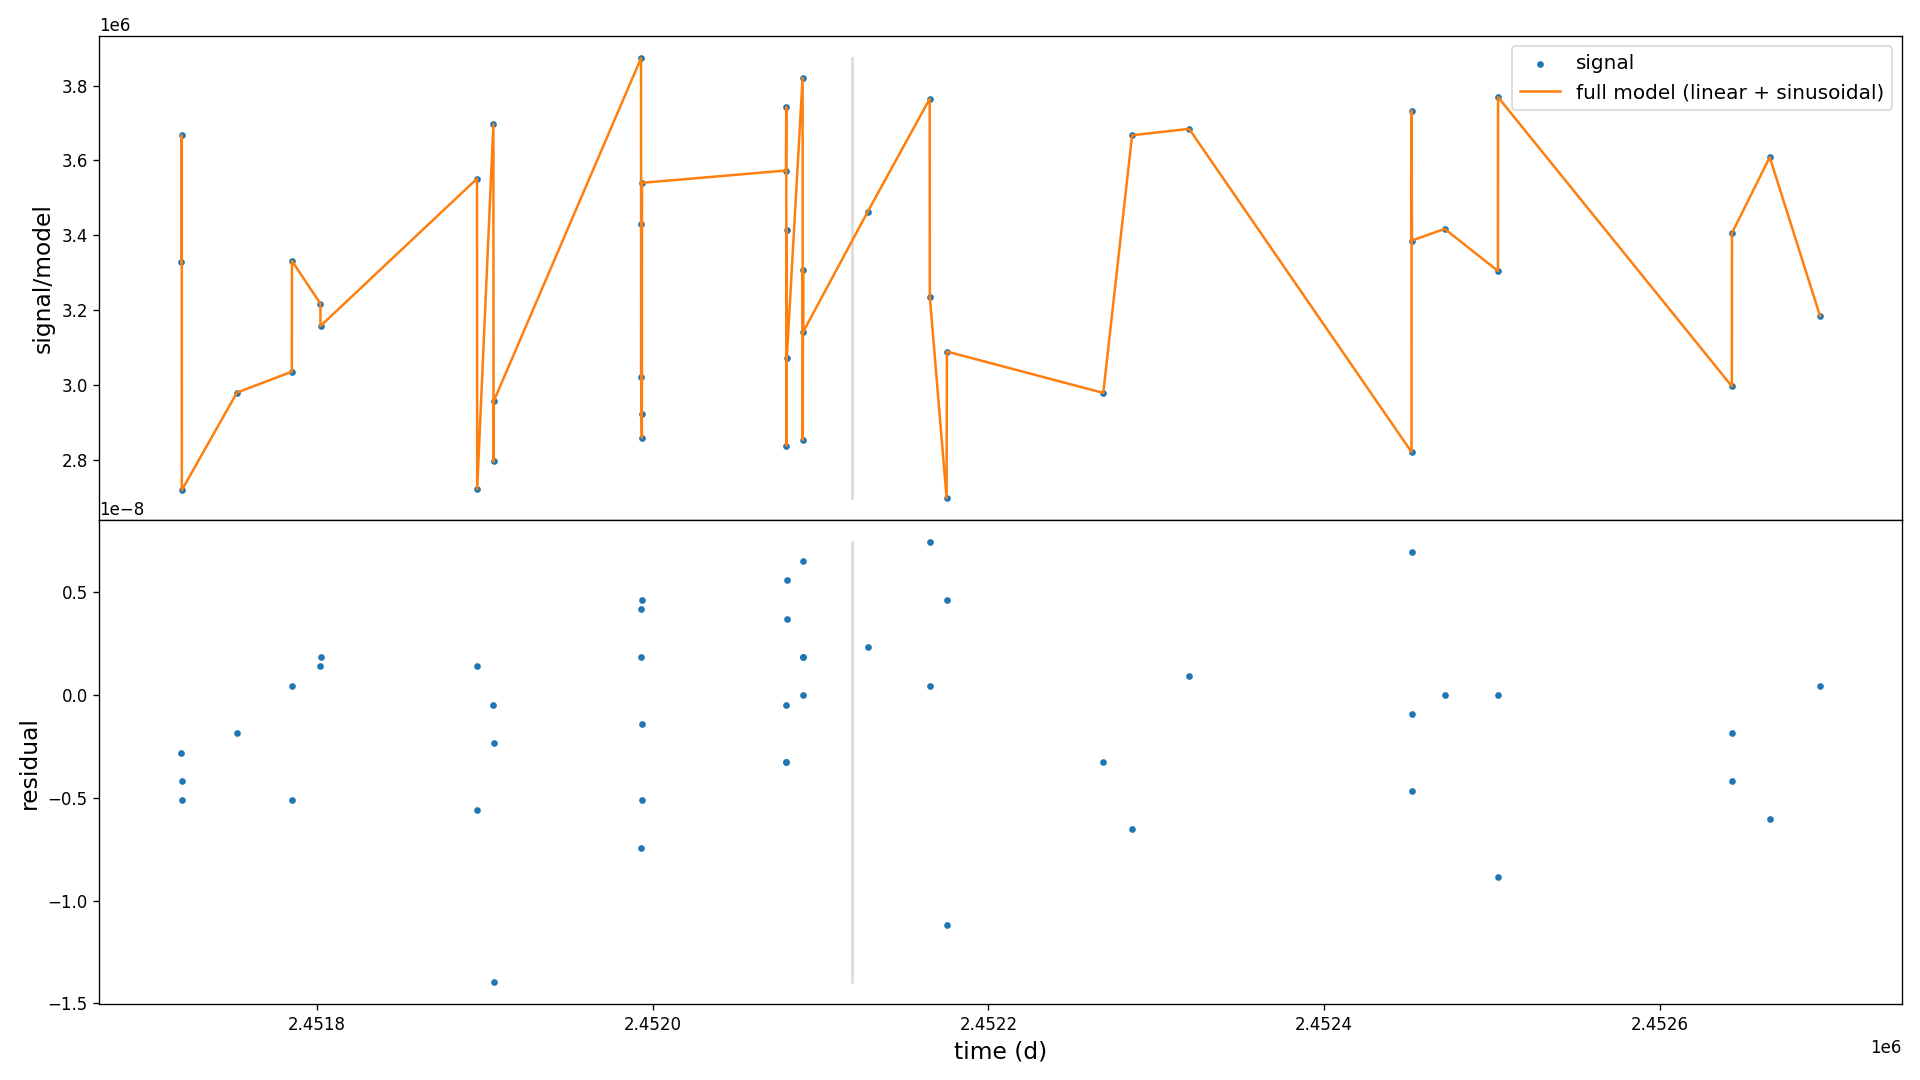 1e6
signal
full model (linear + sinusoidal)
3.8
3.6
3.4
3.2
3.0
2.8
signal/model
1e−8
0.5
0.0
−0.5
−1.0
−1.5
residual
2.4518
2.4520
2.4522
2.4524
2.4526
time (d)
1e6